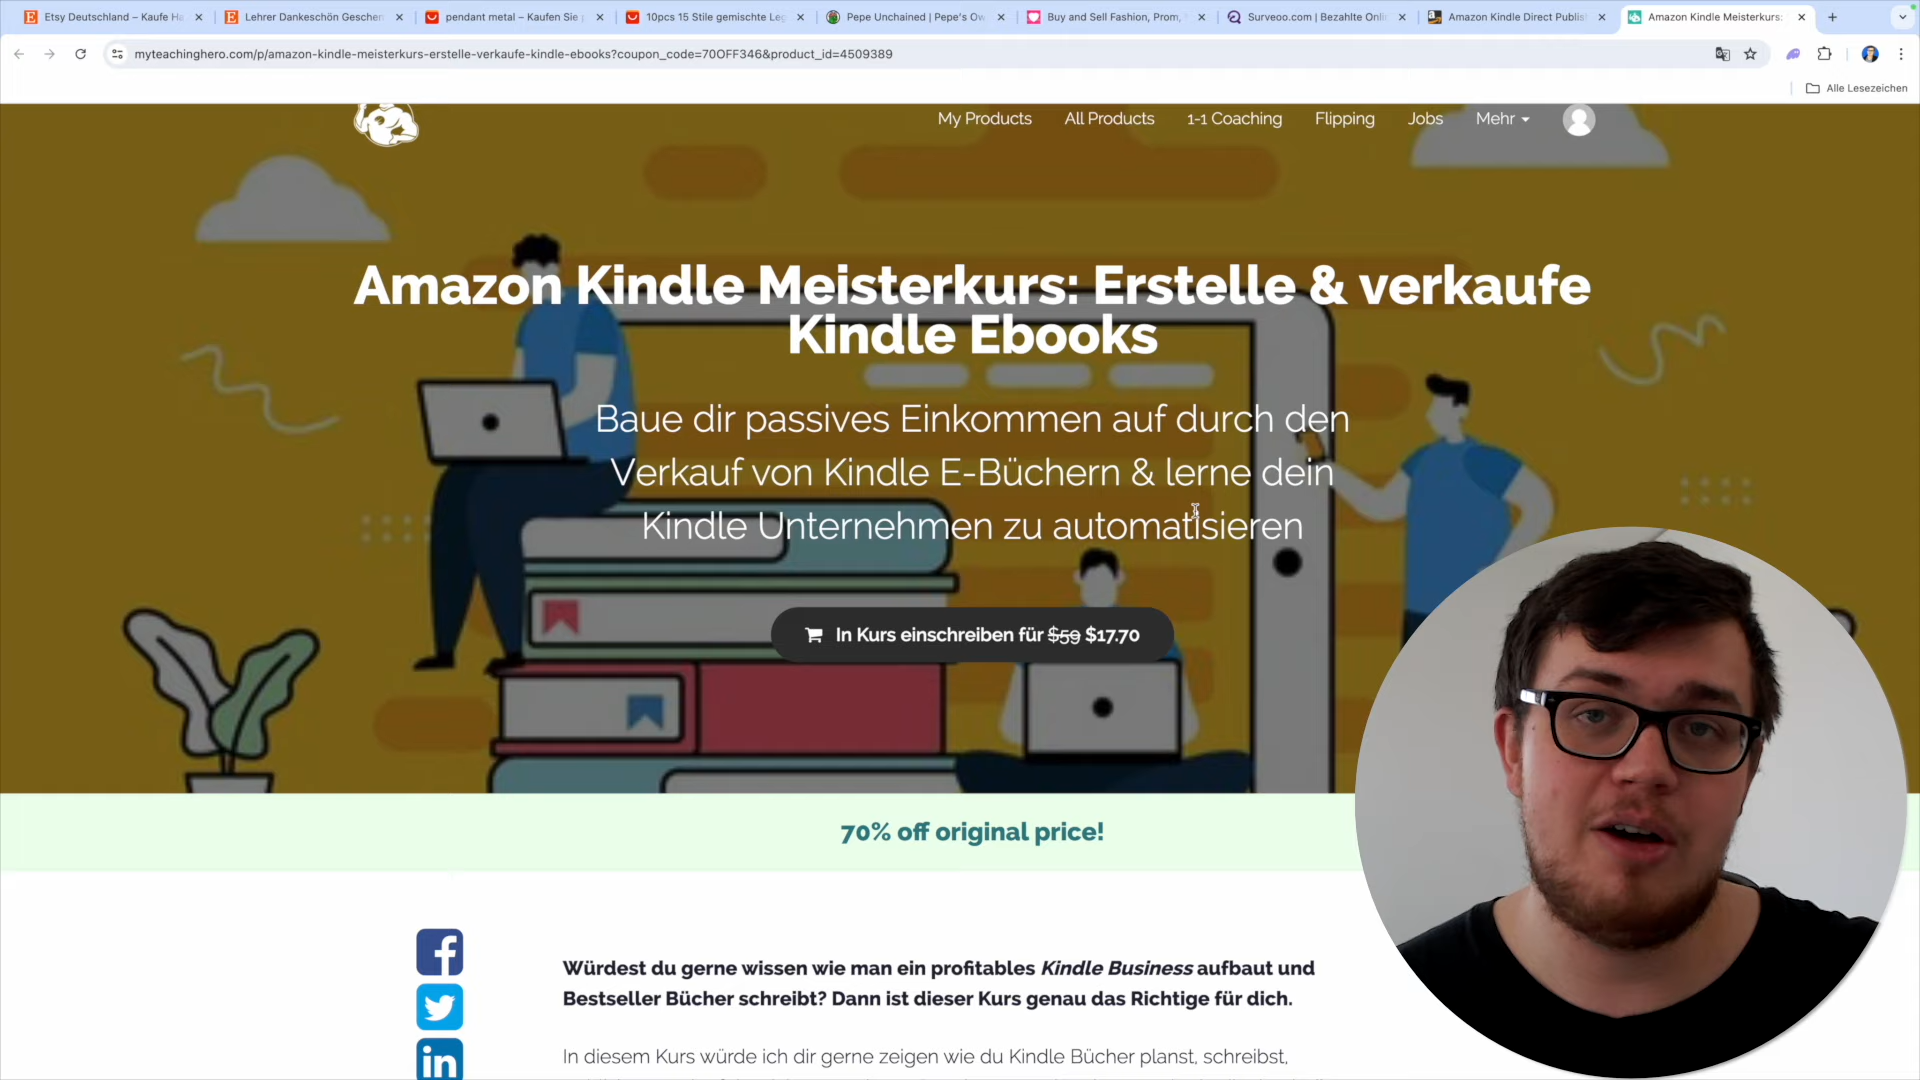 Etsy Deutschland – Kaufe Ha
Lehrer Dankeschön Geschen
pendant metal – Kaufen Sie
10pcs 15 Stile gemischte Leg
Pepe Unchained | Pepe's Ow
Buy and Sell Fashion, Prom,
Surveoo.com | Bezahlte Onli
Amazon Kindle Direct Publis
Amazon Kindle Meisterkurs:
myteachinghero.com/p/amazon-kindle-meisterkurs-erstelle-verkaufe-kindle-ebooks?coupon_code=70OFF346&product_id=4509389
Alle Lesezeichen
My Products
All Products
1-1 Coaching
Flipping
Jobs
Mehr
Amazon Kindle Meisterkurs: Erstelle & verkaufe
Kindle Ebooks
Baue dir passives Einkommen auf durch den
Verkauf von Kindle E-Büchern & lerne dein
Kindle Unternehmen zu automatisieren
In Kurs einschreiben für $59 $17.70
70% off original price!
Würdest du gerne wissen wie man ein profitables Kindle Business aufbaut und
Bestseller Bücher schreibt? Dann ist dieser Kurs genau das Richtige für dich.
In diesem Kurs würde ich dir gerne zeigen wie du Kindle Bücher planst, schreibst,